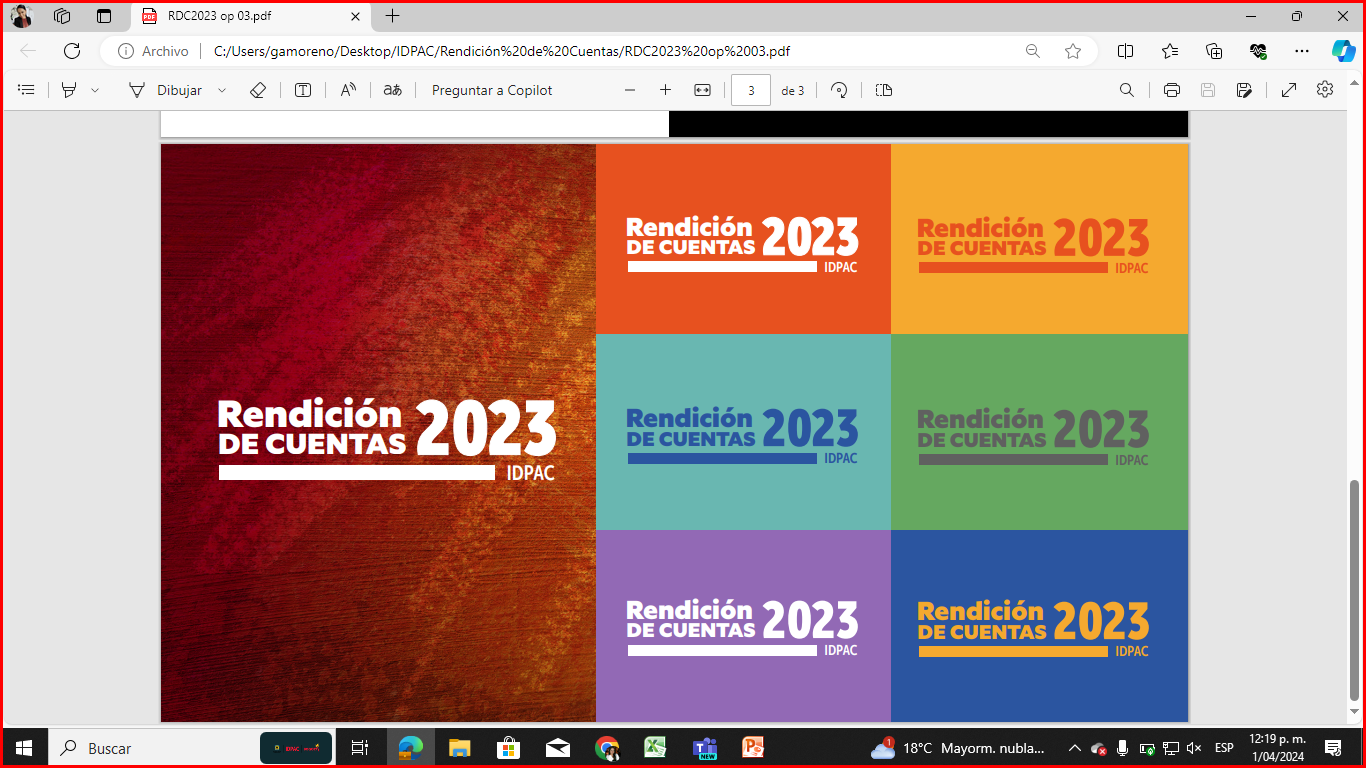 RDC2023 op 03.pdf
Archivo
C:/Users/gamoreno/Desktop/IDPAC/Rendición%20de%20Cuentas/RDC2023%20op%2003.pdf
Dibujar
Preguntar a Copilot
3
de 3
Rendición
DE CUENTAS
2023
IDPAC
Rendición
DE CUENTAS
2023
IDPAC
Rendición
DE CUENTAS
2023
IDPAC
Rendición
DE CUENTAS
2023
IDPAC
Rendición
DE CUENTAS
2023
IDPAC
Rendición
DE CUENTAS
2023
IDPAC
Rendición
DE CUENTAS
2023
IDPAC
Buscar
IDPAC
NEW
1
18°C Mayorm. nubla...
ESP
12:19 p. m.
1/04/2024